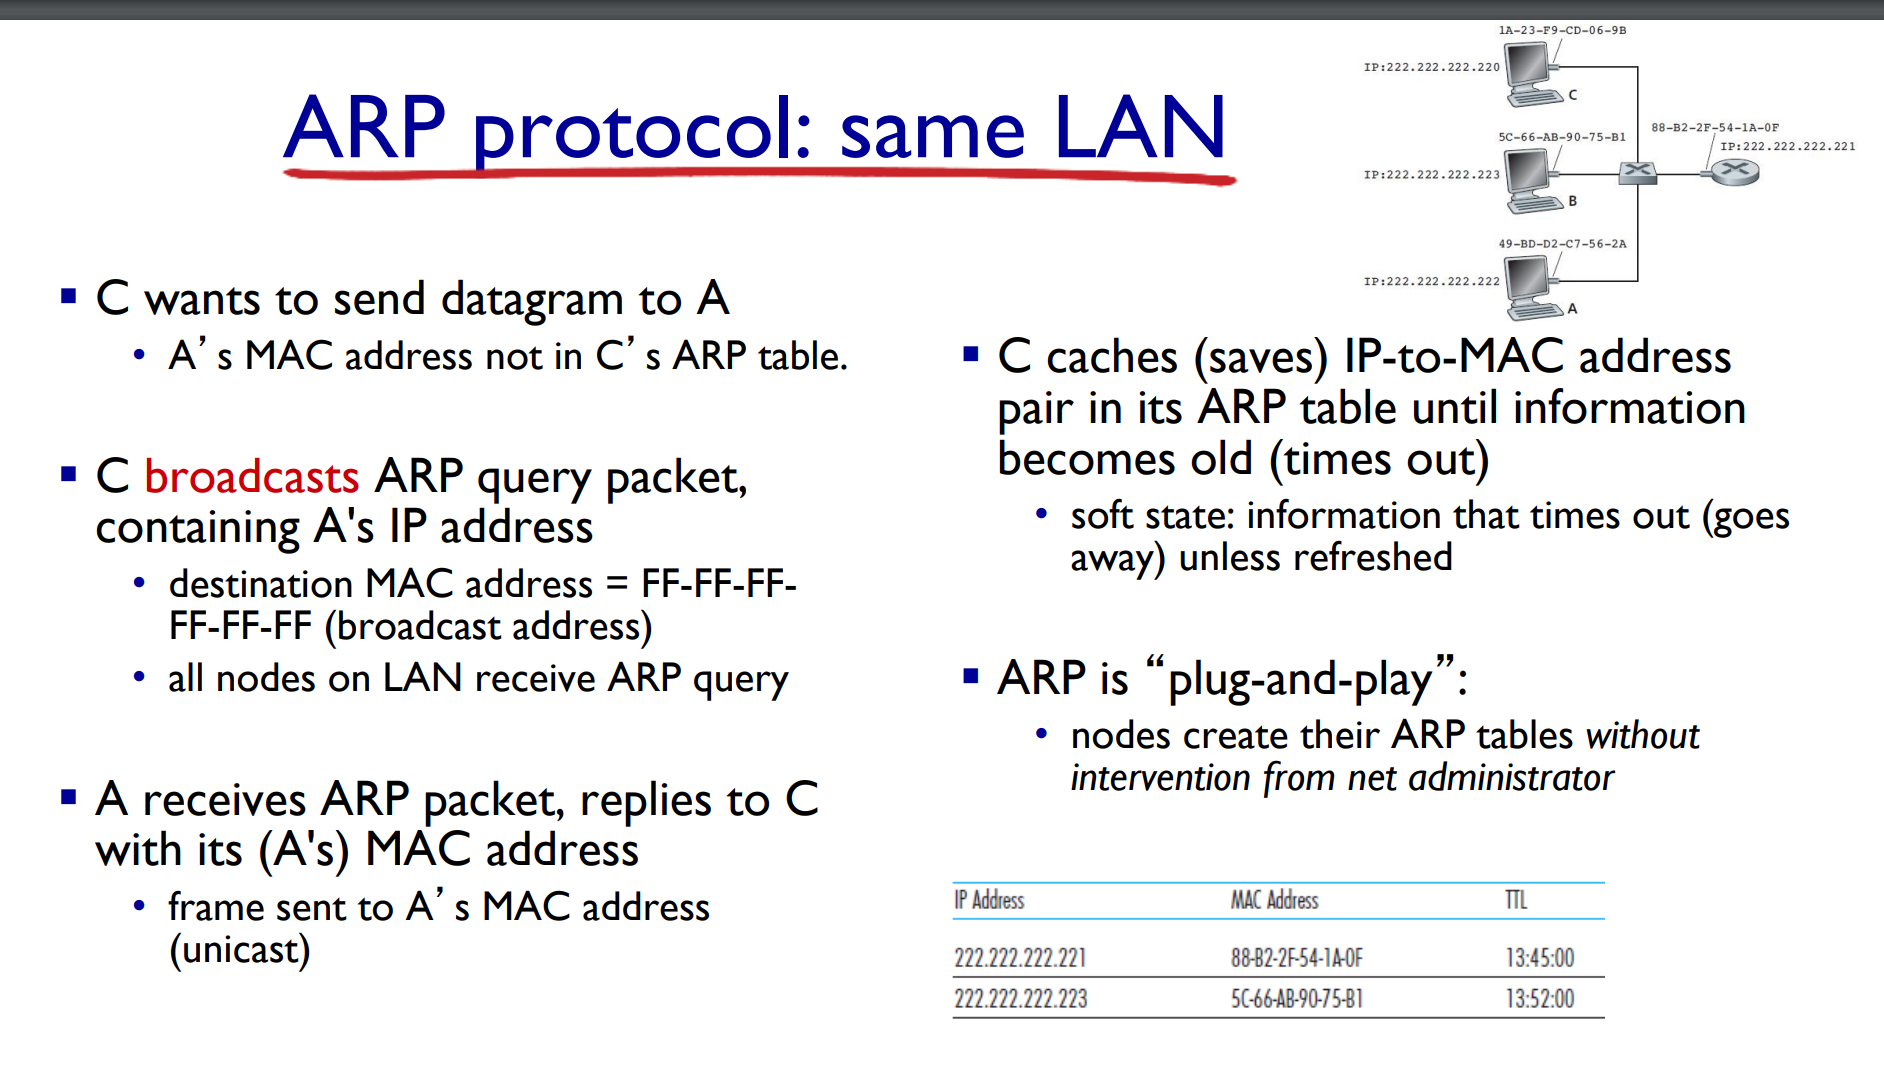 ARP protocol: same LAN
1A-23-F9-CD-06-9B
IP:222.222.222.220
C
5C-66-AB-90-75-B1
88-B2-2F-54-1A-0F
IP:222.222.222.221
IP:222.222.222.223
B
49-BD-D2-C7-56-2A
IP:222.222.222.222
A
▪ C wants to send datagram to A
• A’s MAC address not in C’s ARP table.
▪ C broadcasts ARP query packet,
containing A's IP address
• destination MAC address = FF-FF-FF-
FF-FF-FF (broadcast address)
• all nodes on LAN receive ARP query
▪ A receives ARP packet, replies to C
with its (A's) MAC address
• frame sent to A’s MAC address
(unicast)
▪ C caches (saves) IP-to-MAC address
pair in its ARP table until information
becomes old (times out)
• soft state: information that times out (goes
away) unless refreshed
▪ ARP is “plug-and-play”:
• nodes create their ARP tables without
intervention from net administrator
IP Address MAC Address TTL
222.222.222.221 88-B2-2F-54-1A-0F 13:45:00
222.222.222.223 5C-66-AB-90-75-B1 13:52:00